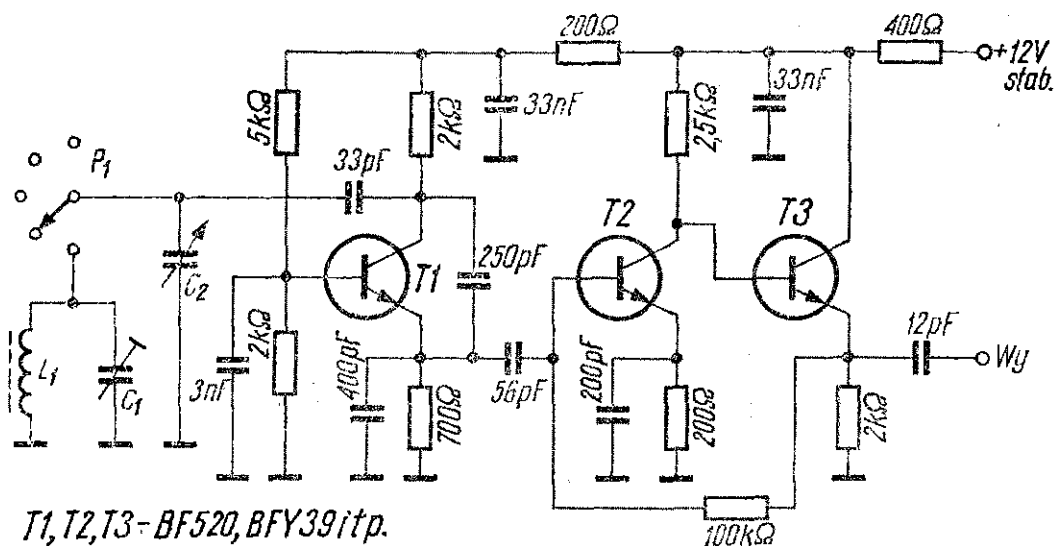 200Ω
400Ω
+12V
stab.
5kΩ
2kΩ
33nF
2,5kΩ
33nF
P1
33pF
T1
250pF
T2
T3
C2
L1
C1
3nF
2kΩ
400pF
700Ω
56pF
200pF
200Ω
12pF
Wy
2kΩ
100kΩ
T1, T2, T3 - BF520, BFY39 itp.